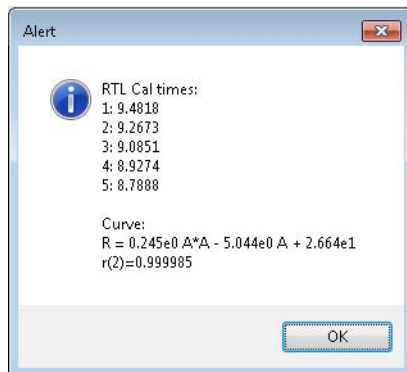 Alert
RTL Cal times:
1: 9.4818
2: 9.2673
3: 9.0851
4: 8.9274
5: 8.7888
Curve:
R = 0.245e0 A*A - 5.044e0 A + 2.664e1
r(2)=0.999985
OK